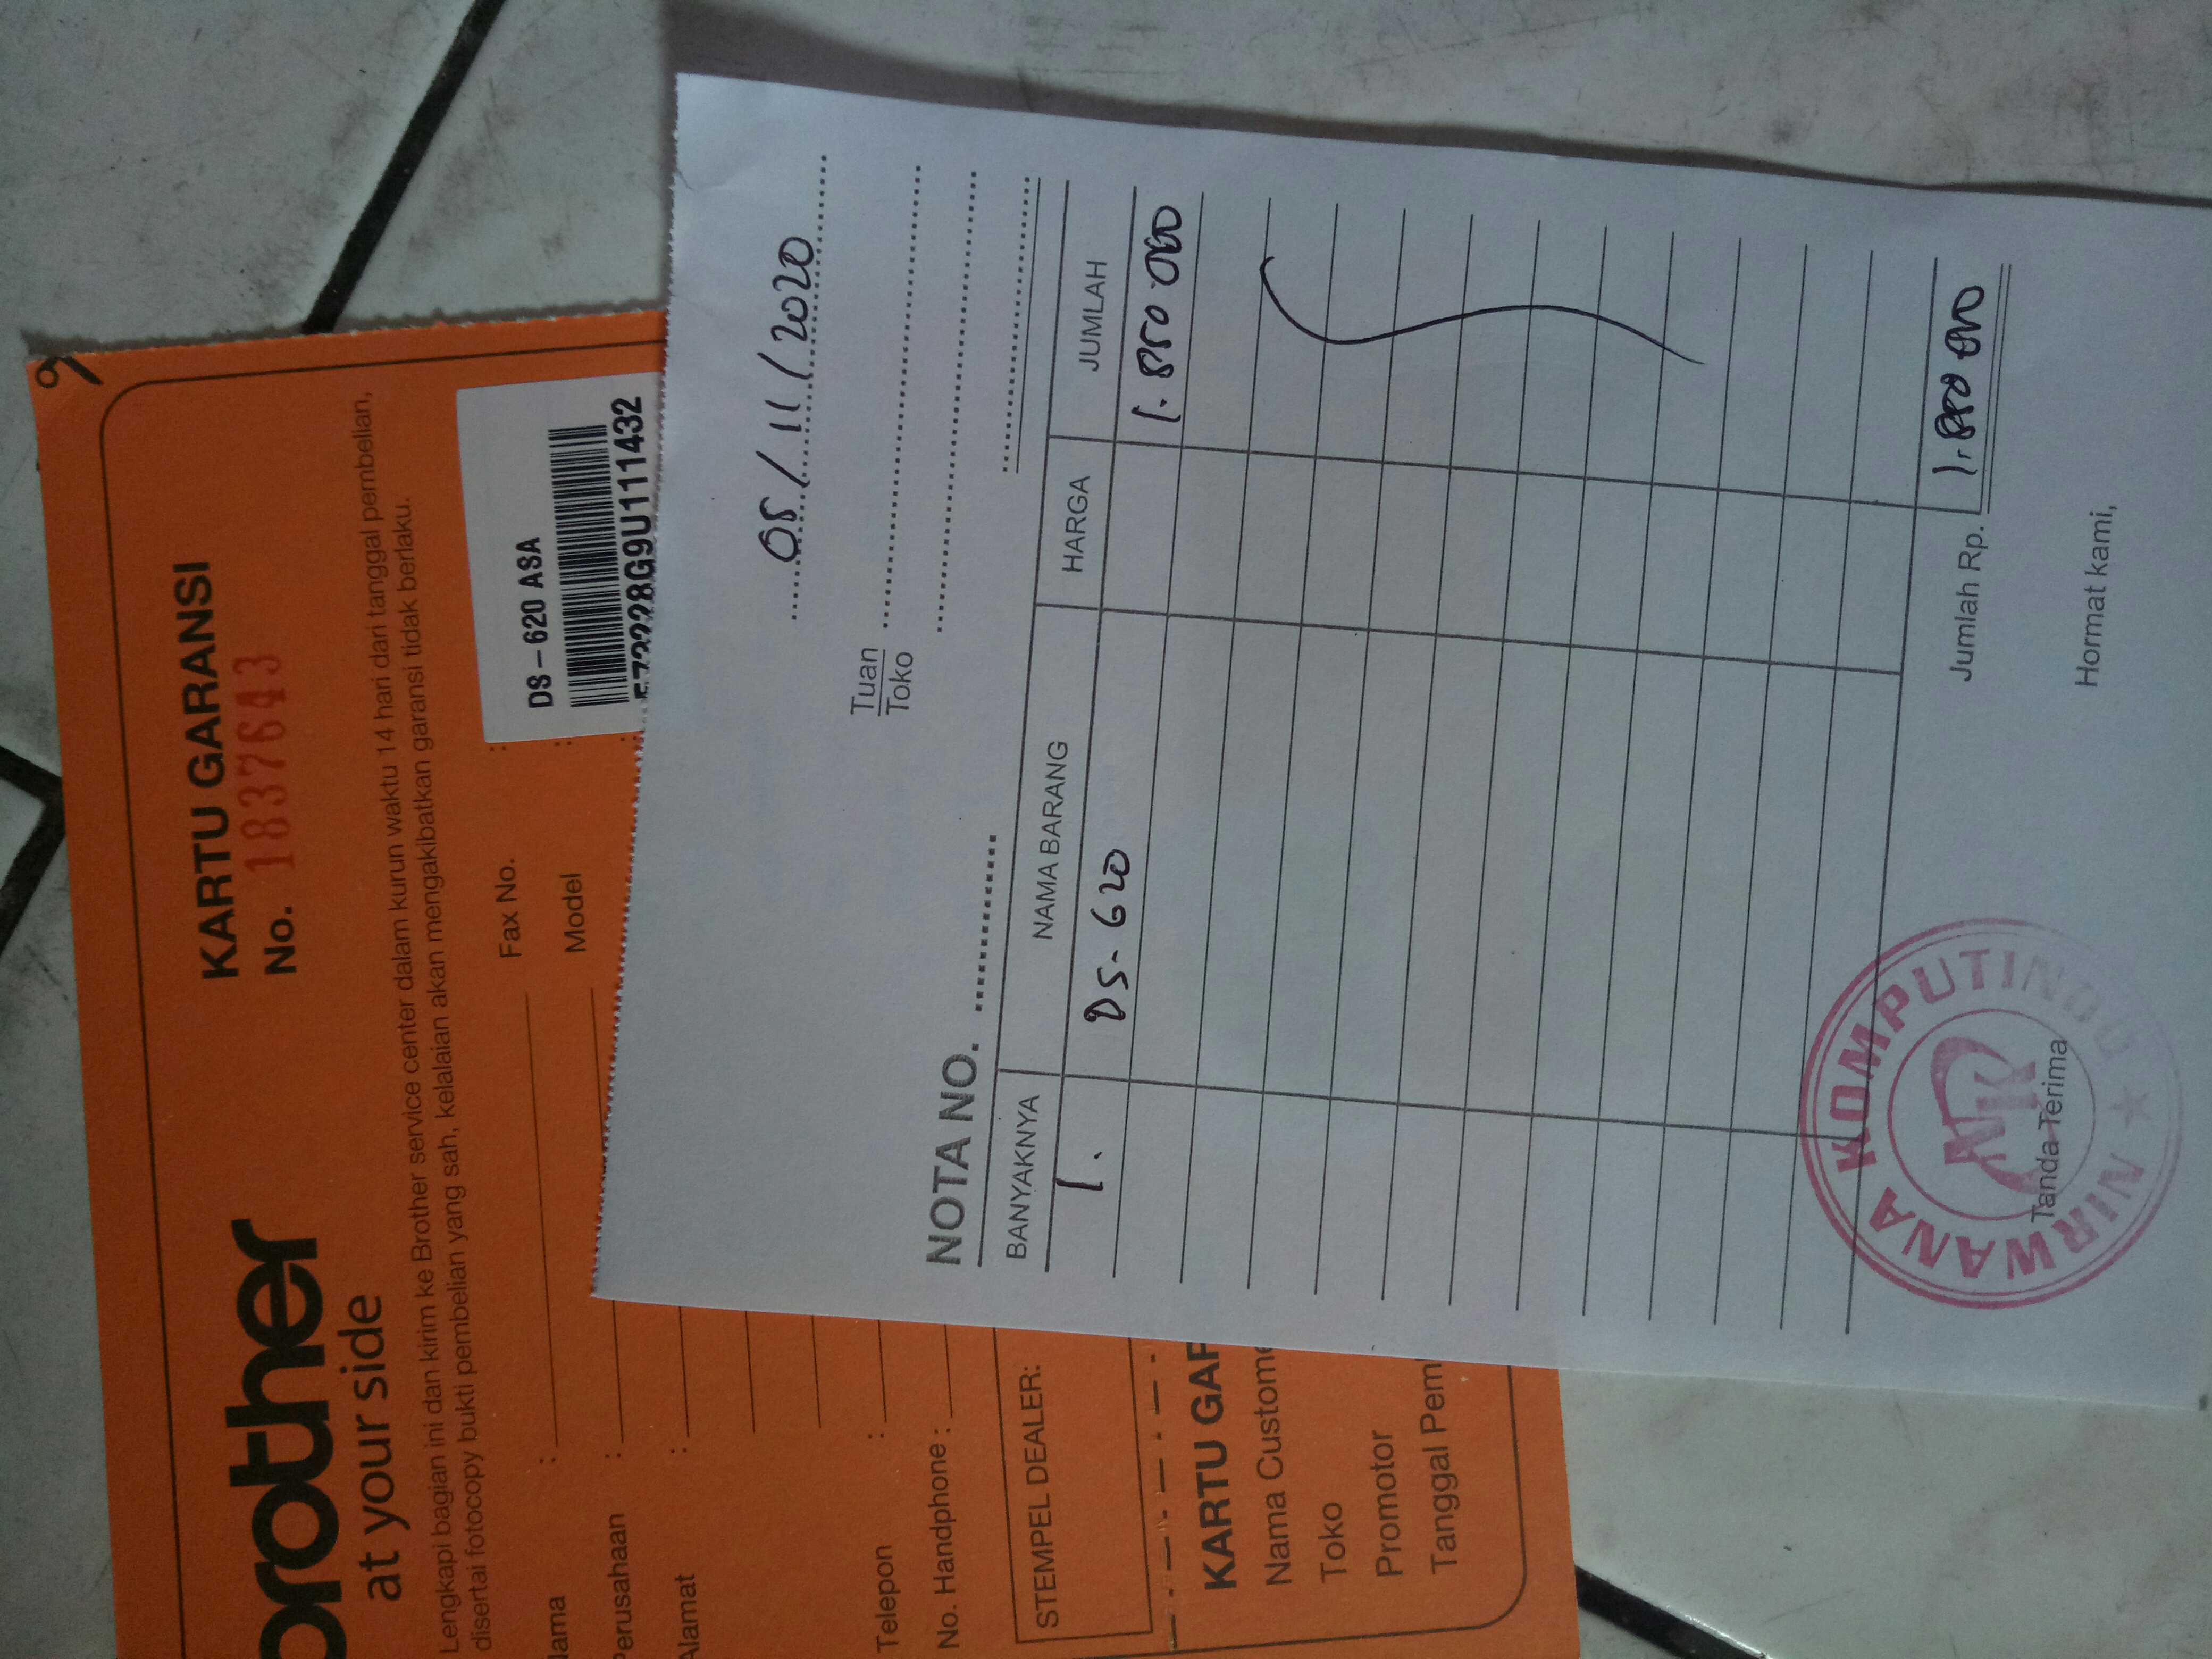 brother
at your side
KARTU GARANSI
No. 1837643
Lengkapi bagian ini dan kirim ke Brother service center dalam kurun waktu 14 hari dari tanggal pembelian,
disertai fotocopy bukti pembelian yang sah, kelalaian akan mengakibatkan garansi tidak berlaku.
Nama : Fax No. :
Perusahaan : Model :
Alamat :
DS-620 ASA
G9U111432
Telepon :
No. Handphone :
STEMPEL DEALER:
KARTU GAR
Nama Custome
Toko
Promotor
Tanggal Pem
05/11/2020
Tuan
Toko
NOTA NO.
BANYAKNYA NAMA BARANG HARGA JUMLAH
1. DS-620 1.850.000
Jumlah Rp.
Tanda Terima Hormat kami,
NIRWANA KOMPUTINDO
NK